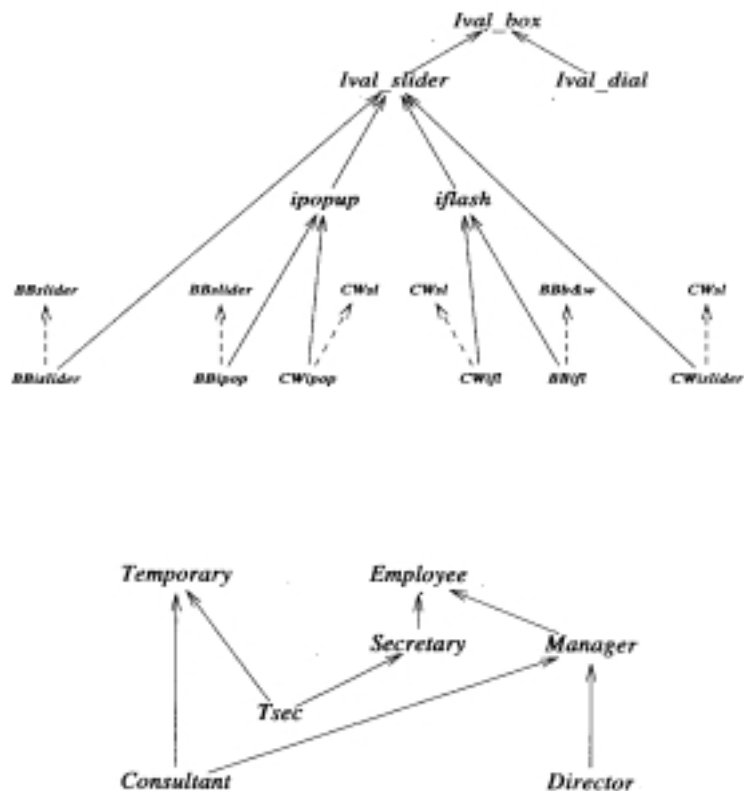 Ival_box
Ival_slider Ival_dial
ipopup iflash
BBslider BBslider CWsl CWsl BBbdsw CWsl
BBislider BBipop CWipop CWifl BBifl CWislider
Temporary Employee
Secretary Manager
Tsec
Consultant Director